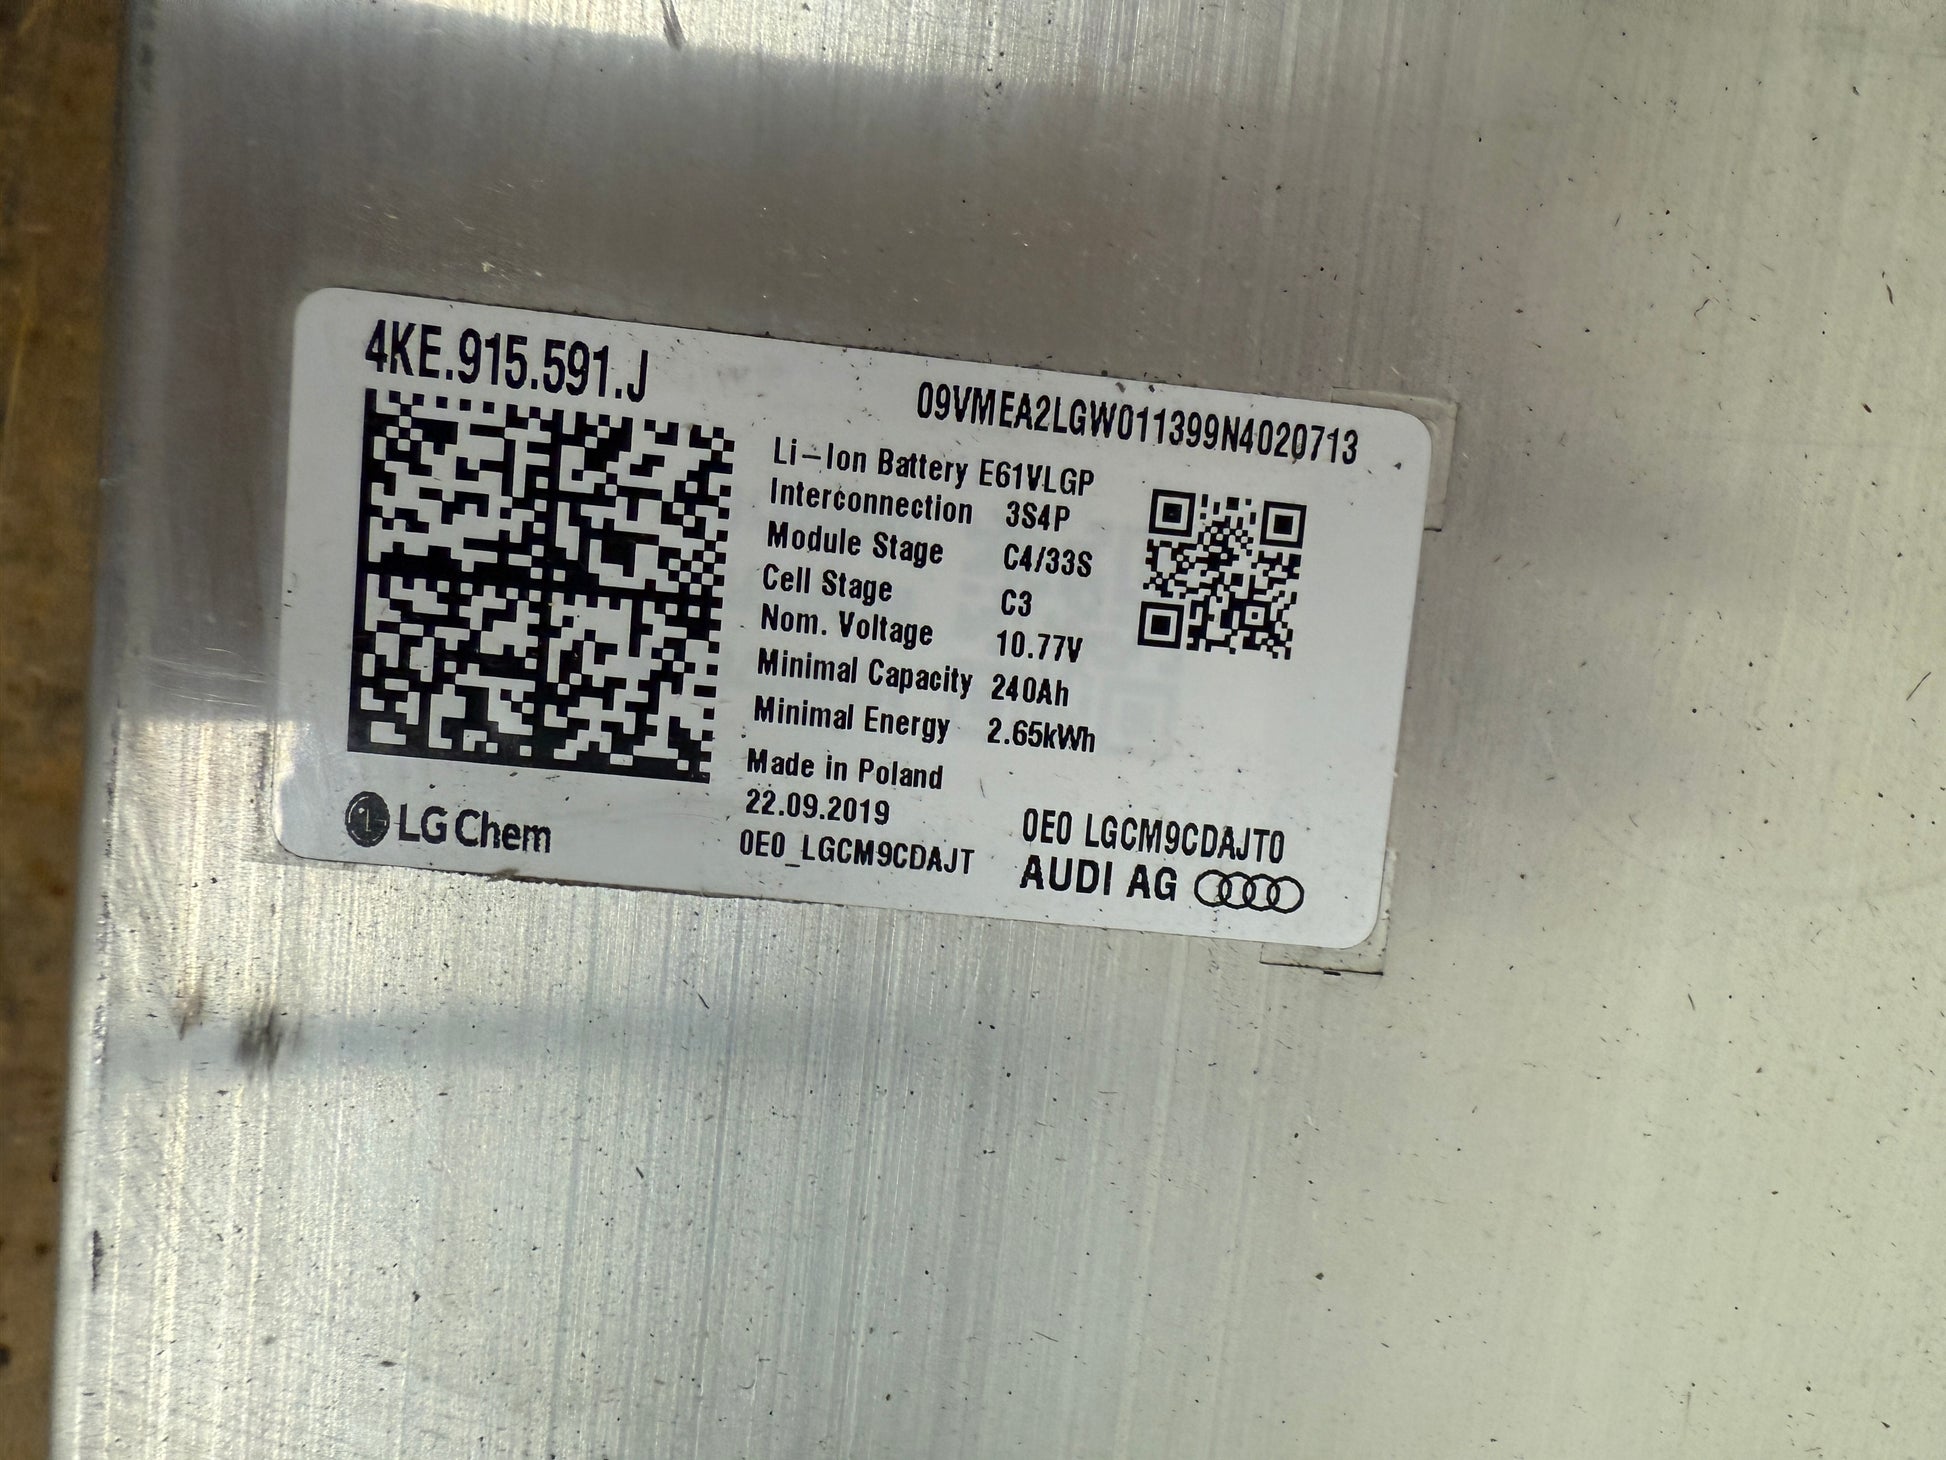 4KE.915.591.J
09VMEA2LGW011399N4020713
Li-Ion Battery E61VLGP
Interconnection 3S4P
Module Stage C4/33S
Cell Stage C3
Nom. Voltage 10.77V
Minimal Capacity 240Ah
Minimal Energy 2.65kWh
Made in Poland
22.09.2019
0E0_LGCM9CDAJT
0E0 LGCM9CDAJT0
AUDI AG
LG Chem